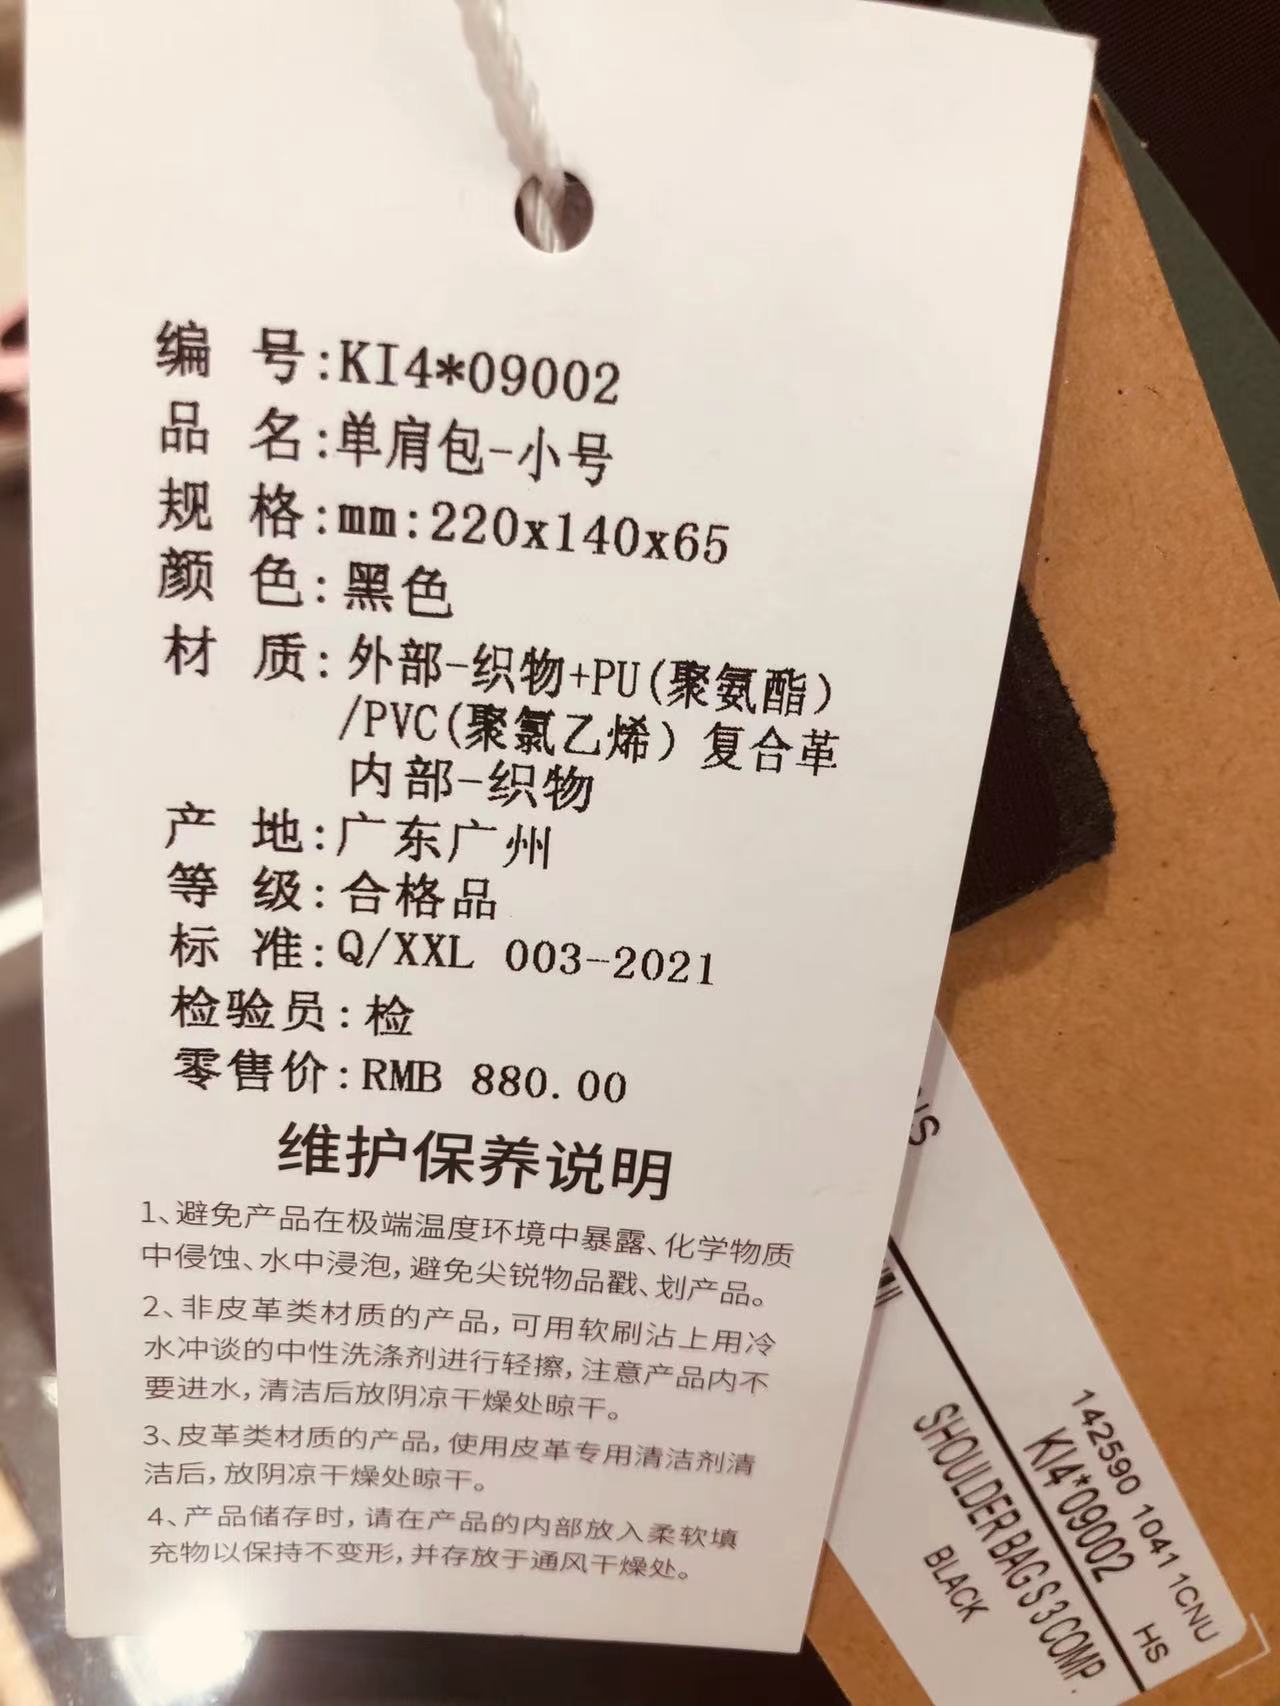 编 号:KI4*09002
品 名:单肩包-小号
规 格:mm:220x140x65
颜 色:黑色
材 质:外部-织物+PU(聚氨酯)
/PVC(聚氯乙烯)复合革
内部-织物
产 地:广东广州
等 级:合格品
标 准:Q/XXL 003-2021
检验员:检
零售价:RMB 880.00
维护保养说明
1、避免产品在极端温度环境中暴露、化学物质
中侵蚀、水中浸泡,避免尖锐物品戳、划产品。
2、非皮革类材质的产品,可用软刷沾上用冷
水冲谈的中性洗涤剂进行轻擦,注意产品内不
要进水,清洁后放阴凉干燥处晾干。
3、皮革类材质的产品,使用皮革专用清洁剂清
洁后,放阴凉干燥处晾干。
4、产品储存时,请在产品的内部放入柔软填
充物以保持不变形,并存放于通风干燥处。
142590 1041 1CNU
KI4*09002 HS
SHOULDER BAG S 3 COMP.
BLACK